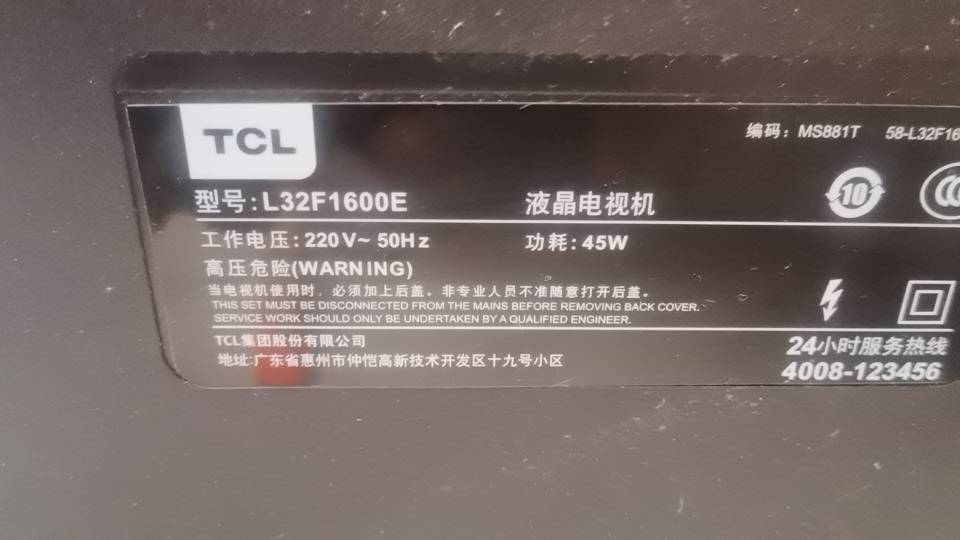 TCL
编码：MS881T 58-L32F16
型号: L32F1600E 液晶电视机
10
工作电压: 220V~ 50Hz 功耗: 45W
高压危险(WARNING)
当电视机使用时，必须加上后盖。非专业人员不准随意打开后盖。
THIS SET MUST BE DISCONNECTED FROM THE MAINS BEFORE REMOVING BACK COVER.
SERVICE WORK SHOULD ONLY BE UNDERTAKEN BY A QUALIFIED ENGINEER.
TCL集团股份有限公司
地址:广东省惠州市仲恺高新技术开发区十九号小区
24小时服务热线
4008-123456